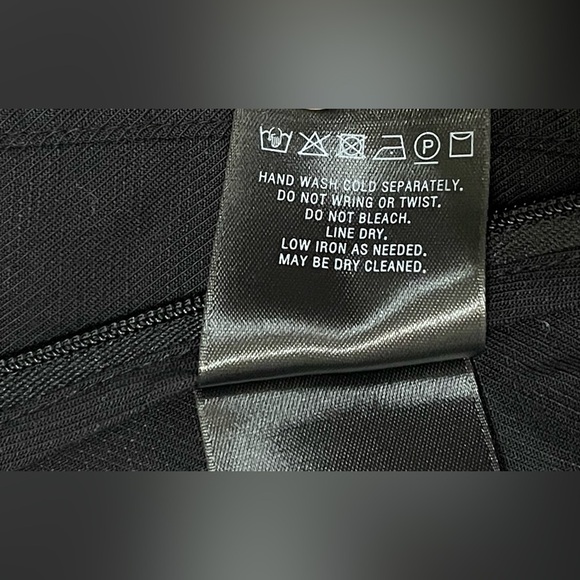 P
HAND WASH COLD SEPARATELY.
DO NOT WRING OR TWIST.
DO NOT BLEACH.
LINE DRY.
LOW IRON AS NEEDED.
MAY BE DRY CLEANED.